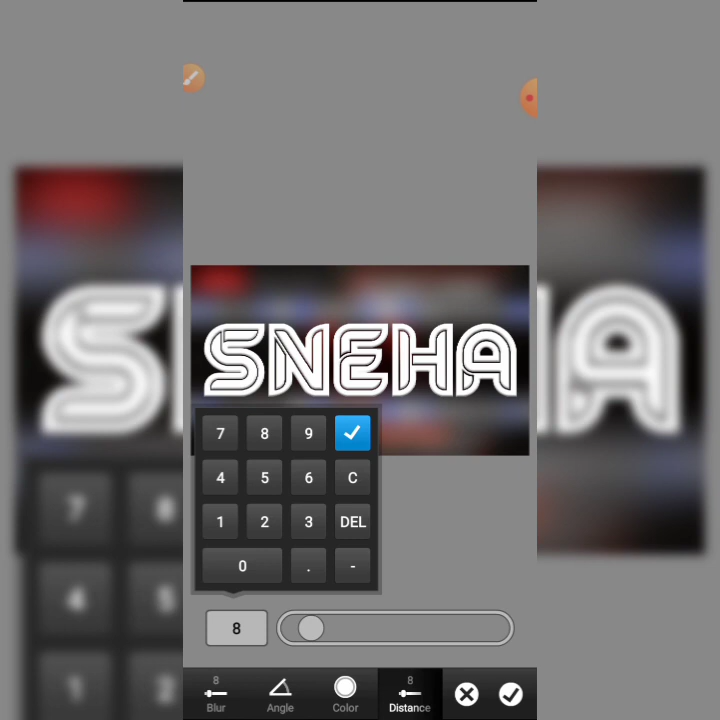 SNEHA
7 8 9
4 5 6 C
1 2 3 DEL
0 . -
8
8 8
Blur Angle Color Distance